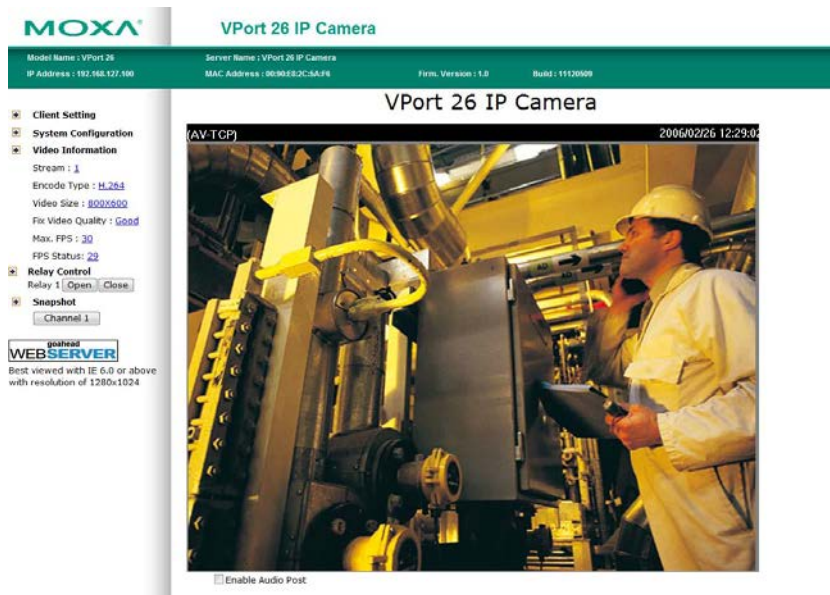 MOXA®
VPort 26 IP Camera
Model Name : VPort 26
Server Name : VPort 26 IP Camera
IP Address : 192.168.127.100
MAC Address : 00:90:E8:2C:5A:F6
Firm. Version : 1.0
Build : 11120509
VPort 26 IP Camera
Client Setting
System Configuration
Video Information
Stream : 1
Encode Type : H.264
Video Size : 800X600
Fix Video Quality : Good
Max. FPS : 30
FPS Status: 29
Relay Control
Relay 1 Open Close
Snapshot
Channel 1
goahead
WEBSERVER
Best viewed with IE 6.0 or above
with resolution of 1280x1024
(AV-TCP)
2006/02/26 12:29:02
Enable Audio Post